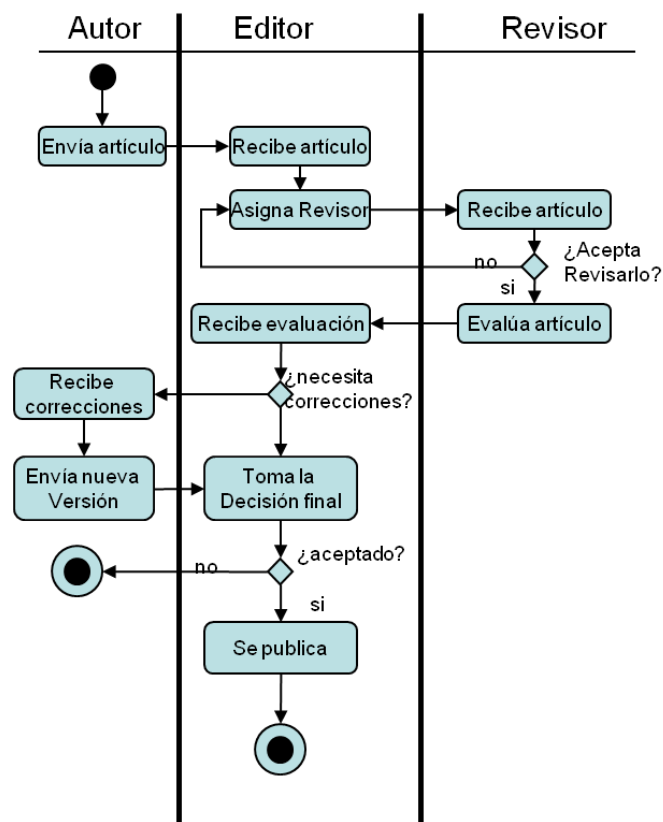 Autor
Editor
Revisor
Envía artículo
Recibe artículo
Asigna Revisor
Recibe artículo
¿Acepta
Revisarlo?
no
si
Recibe evaluación
Evalúa artículo
¿necesita
correcciones?
Recibe
correcciones
Envía nueva
Versión
Toma la
Decisión final
¿aceptado?
no
si
Se publica